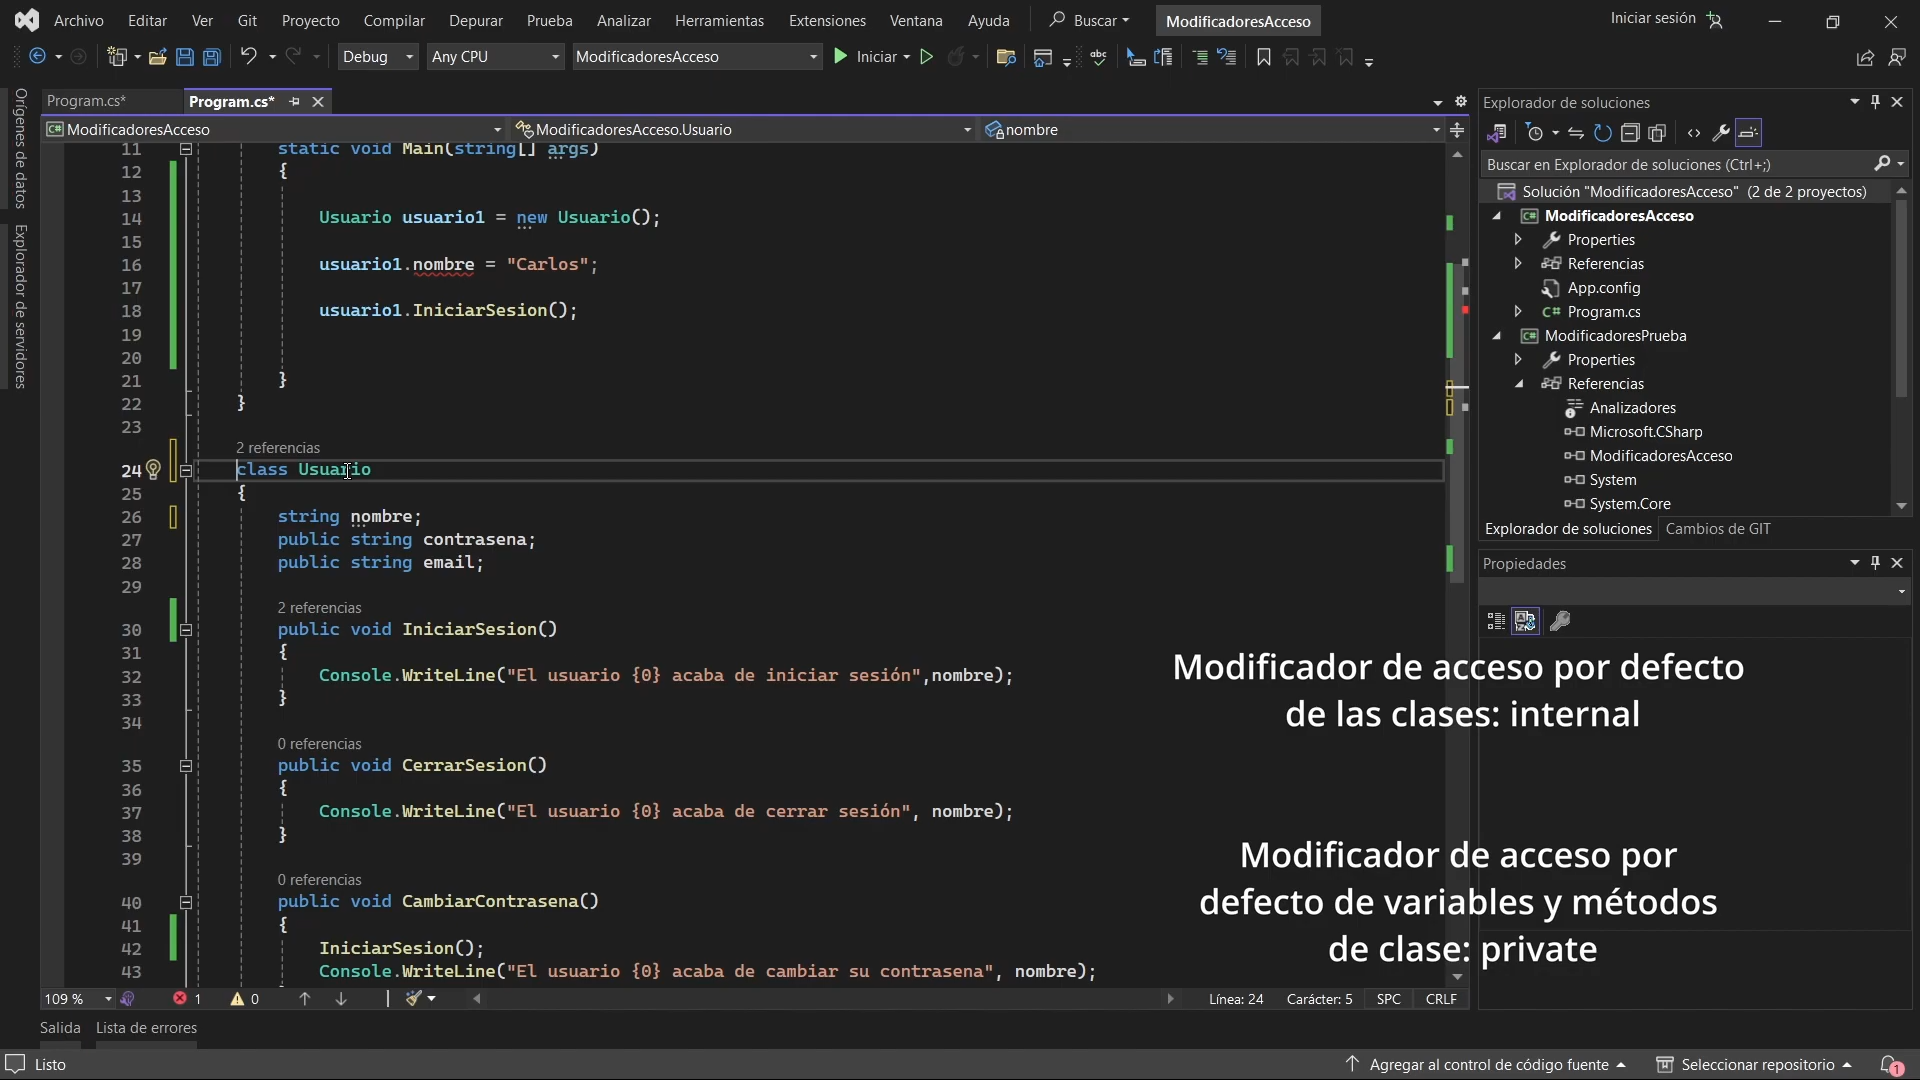 Archivo Editar Ver Git Proyecto Compilar Depurar Prueba Analizar Herramientas Extensiones Ventana Ayuda Buscar ModificadoresAcceso Iniciar sesión
Debug Any CPU ModificadoresAcceso Iniciar
Orígenes de datos
Explorador de servidores
Program.cs* Program.cs*
C# ModificadoresAcceso ModificadoresAcceso.Usuario nombre
11 static void Main(string[] args)
12 {
13
14 Usuario usuario1 = new Usuario();
15
16 usuario1.nombre = "Carlos";
17
18 usuario1.IniciarSesion();
19
20
21 }
22 }
23
2 referencias
24 class Usuario
25 {
26 string nombre;
27 public string contrasena;
28 public string email;
29
2 referencias
30 public void IniciarSesion()
31 {
32 Console.WriteLine("El usuario {0} acaba de iniciar sesión",nombre);
33 }
34
0 referencias
35 public void CerrarSesion()
36 {
37 Console.WriteLine("El usuario {0} acaba de cerrar sesión", nombre);
38 }
39
0 referencias
40 public void CambiarContrasena()
41 {
42 IniciarSesion();
43 Console.WriteLine("El usuario {0} acaba de cambiar su contrasena", nombre);
109 % 1 0 Línea: 24 Carácter: 5 SPC CRLF
Salida Lista de errores
Listo
Agregar al control de código fuente Seleccionar repositorio 1
Explorador de soluciones
Buscar en Explorador de soluciones (Ctrl+;)
Solución "ModificadoresAcceso" (2 de 2 proyectos)
C# ModificadoresAcceso
Properties
Referencias
App.config
C# Program.cs
C# ModificadoresPrueba
Properties
Referencias
Analizadores
Microsoft.CSharp
ModificadoresAcceso
System
System.Core
Explorador de soluciones Cambios de GIT
Propiedades
Modificador de acceso por defecto
de las clases: internal
Modificador de acceso por
defecto de variables y métodos
de clase: private